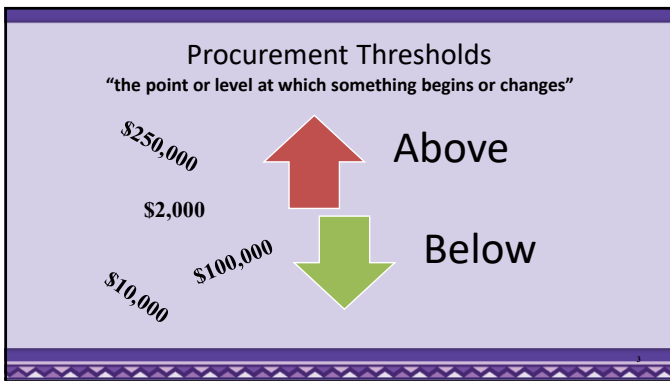 Procurement Thresholds
“the point or level at which something begins or changes”
$250,000
Above
$2,000
Below
$100,000
$10,000
3